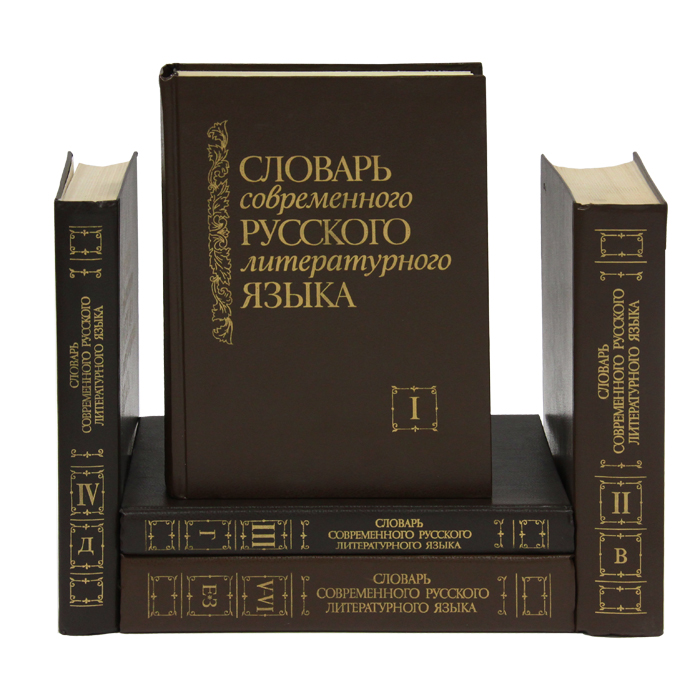 СЛОВАРЬ
современного
РУССКОГО
литературного
ЯЗЫКА
I
СЛОВАРЬ
СОВРЕМЕННОГО РУССКОГО
ЛИТЕРАТУРНОГО ЯЗЫКА
IV
Д
СЛОВАРЬ
СОВРЕМЕННОГО РУССКОГО
ЛИТЕРАТУРНОГО ЯЗЫКА
II
В
СЛОВАРЬ
СОВРЕМЕННОГО РУССКОГО
ЛИТЕРАТУРНОГО ЯЗЫКА
III
Г
СЛОВАРЬ
СОВРЕМЕННОГО РУССКОГО
ЛИТЕРАТУРНОГО ЯЗЫКА
V-VI
Е-З